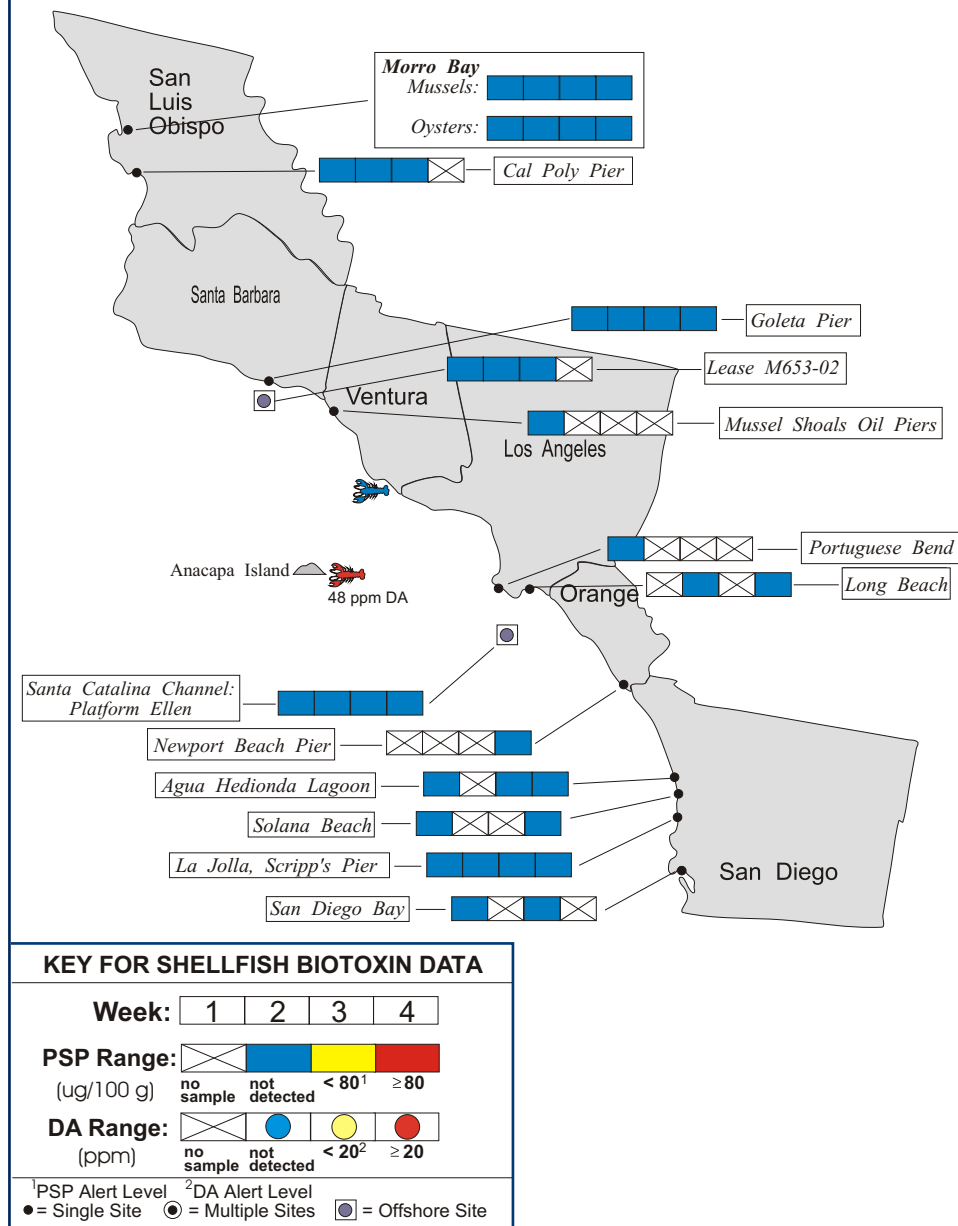 San
Luis
Obispo
Morro Bay
Mussels:
Oysters:
Cal Poly Pier
Santa Barbara
Goleta Pier
Lease M653-02
Ventura
Mussel Shoals Oil Piers
Los Angeles
Portuguese Bend
Anacapa Island
48 ppm DA
Long Beach
Orange
Santa Catalina Channel:
Platform Ellen
Newport Beach Pier
Agua Hedionda Lagoon
Solana Beach
La Jolla, Scripp's Pier
San Diego
San Diego Bay
KEY FOR SHELLFISH BIOTOXIN DATA
Week: 1 2 3 4
PSP Range:
(ug/100 g)
no sample not detected < 80¹ ≥ 80
DA Range:
(ppm)
no sample not detected < 20² ≥ 20
¹PSP Alert Level ²DA Alert Level
= Single Site = Multiple Sites = Offshore Site